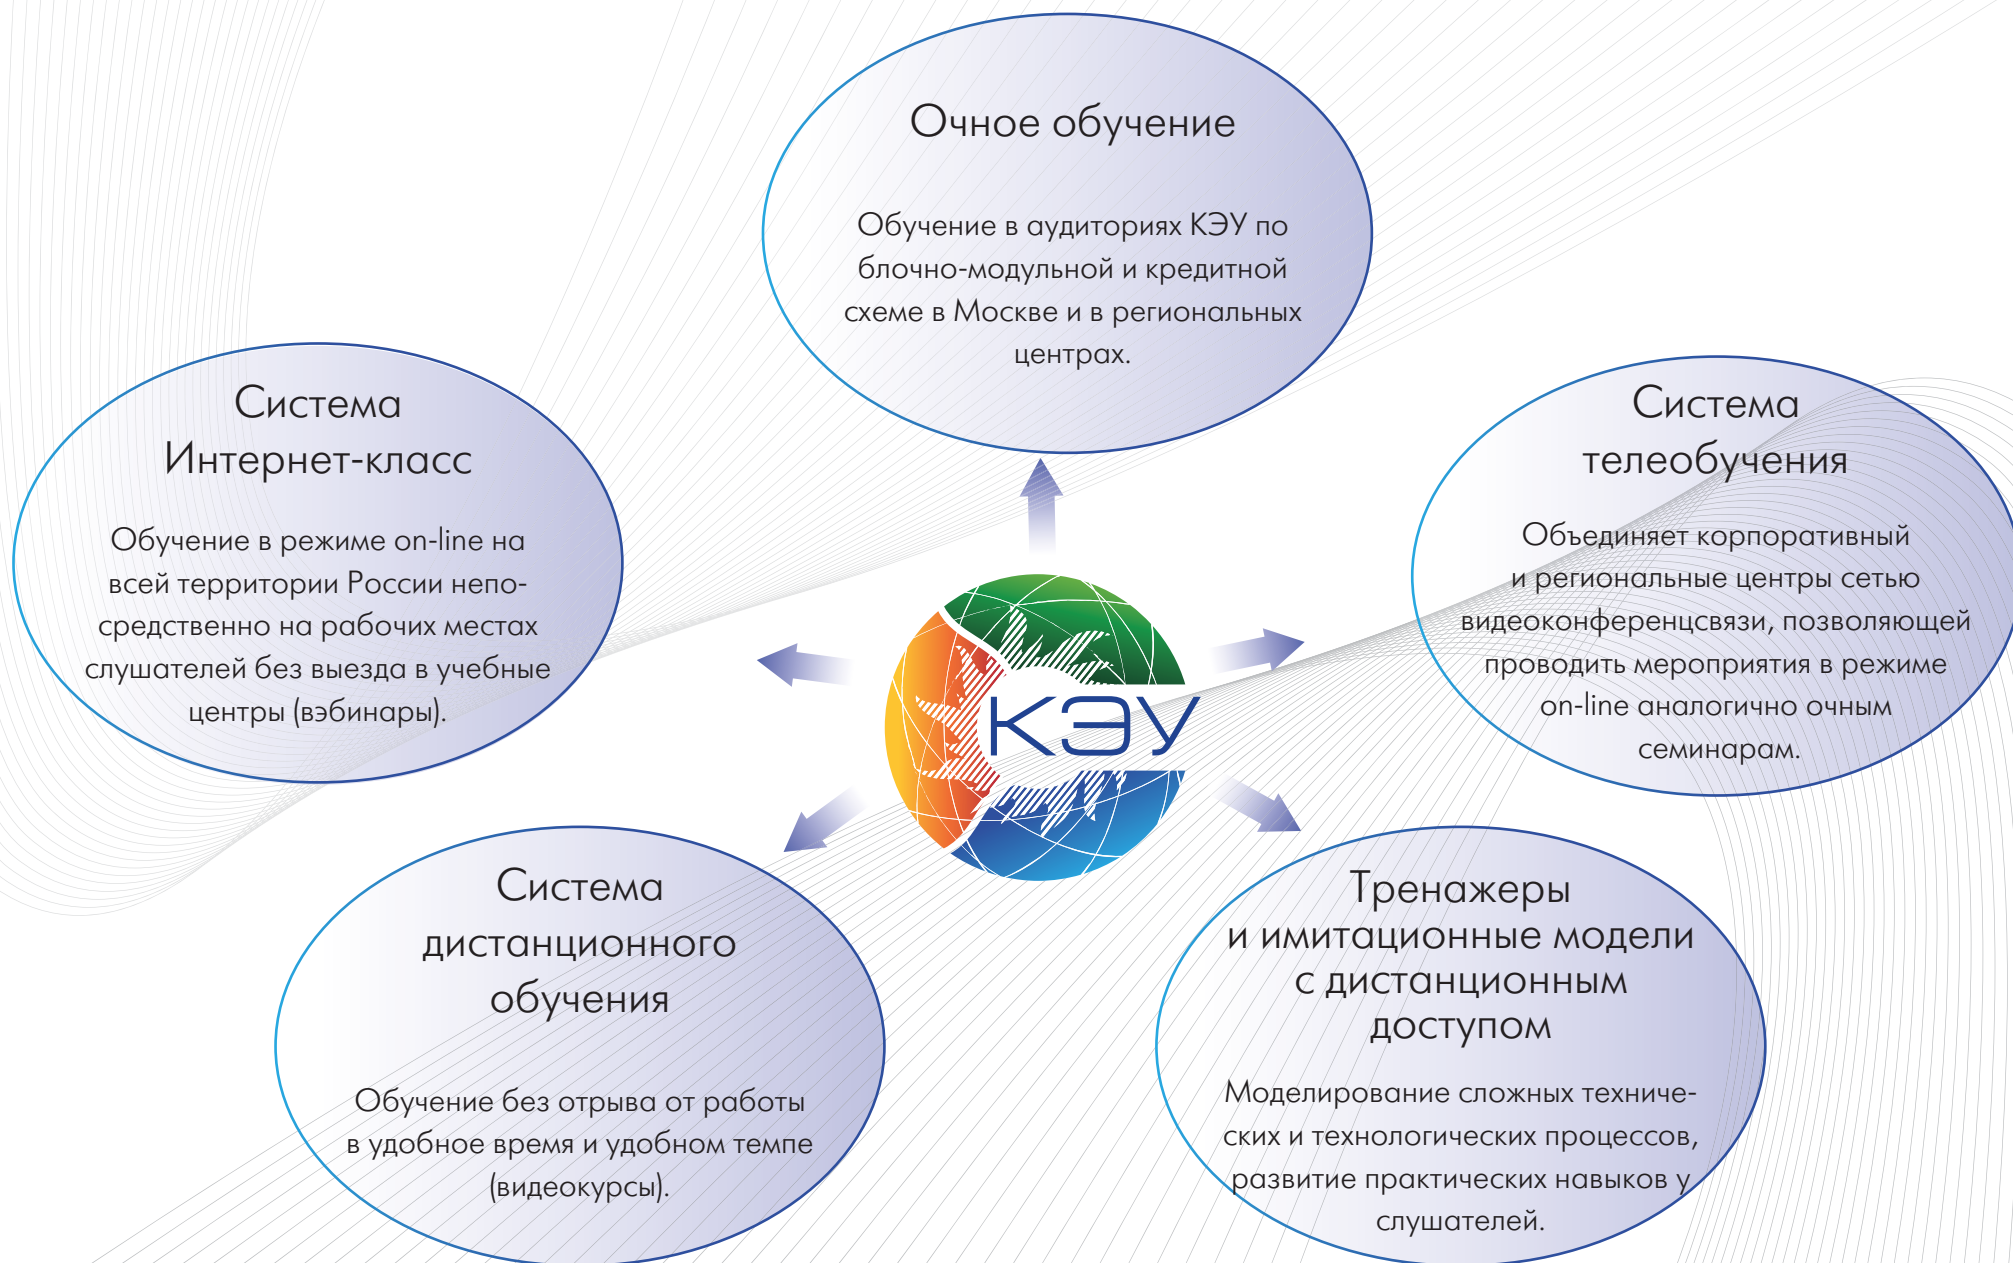 Очное обучение
Обучение в аудиториях КЭУ по
блочно-модульной и кредитной
схеме в Москве и в региональных
центрах.
Система
Интернет-класс
Обучение в режиме on-line на
всей территории России непо-
средственно на рабочих местах
слушателей без выезда в учебные
центры (вэбинары).
Система
телеобучения
Объединяет корпоративный
и региональные центры сетью
видеоконференцсвязи, позволяющей
проводить мероприятия в режиме
on-line аналогично очным
семинарам.
КЭУ
Система
дистанционного
обучения
Обучение без отрыва от работы
в удобное время и удобном темпе
(видеокурсы).
Тренажеры
и имитационные модели
с дистанционным
доступом
Моделирование сложных техниче-
ских и технологических процессов,
развитие практических навыков у
слушателей.